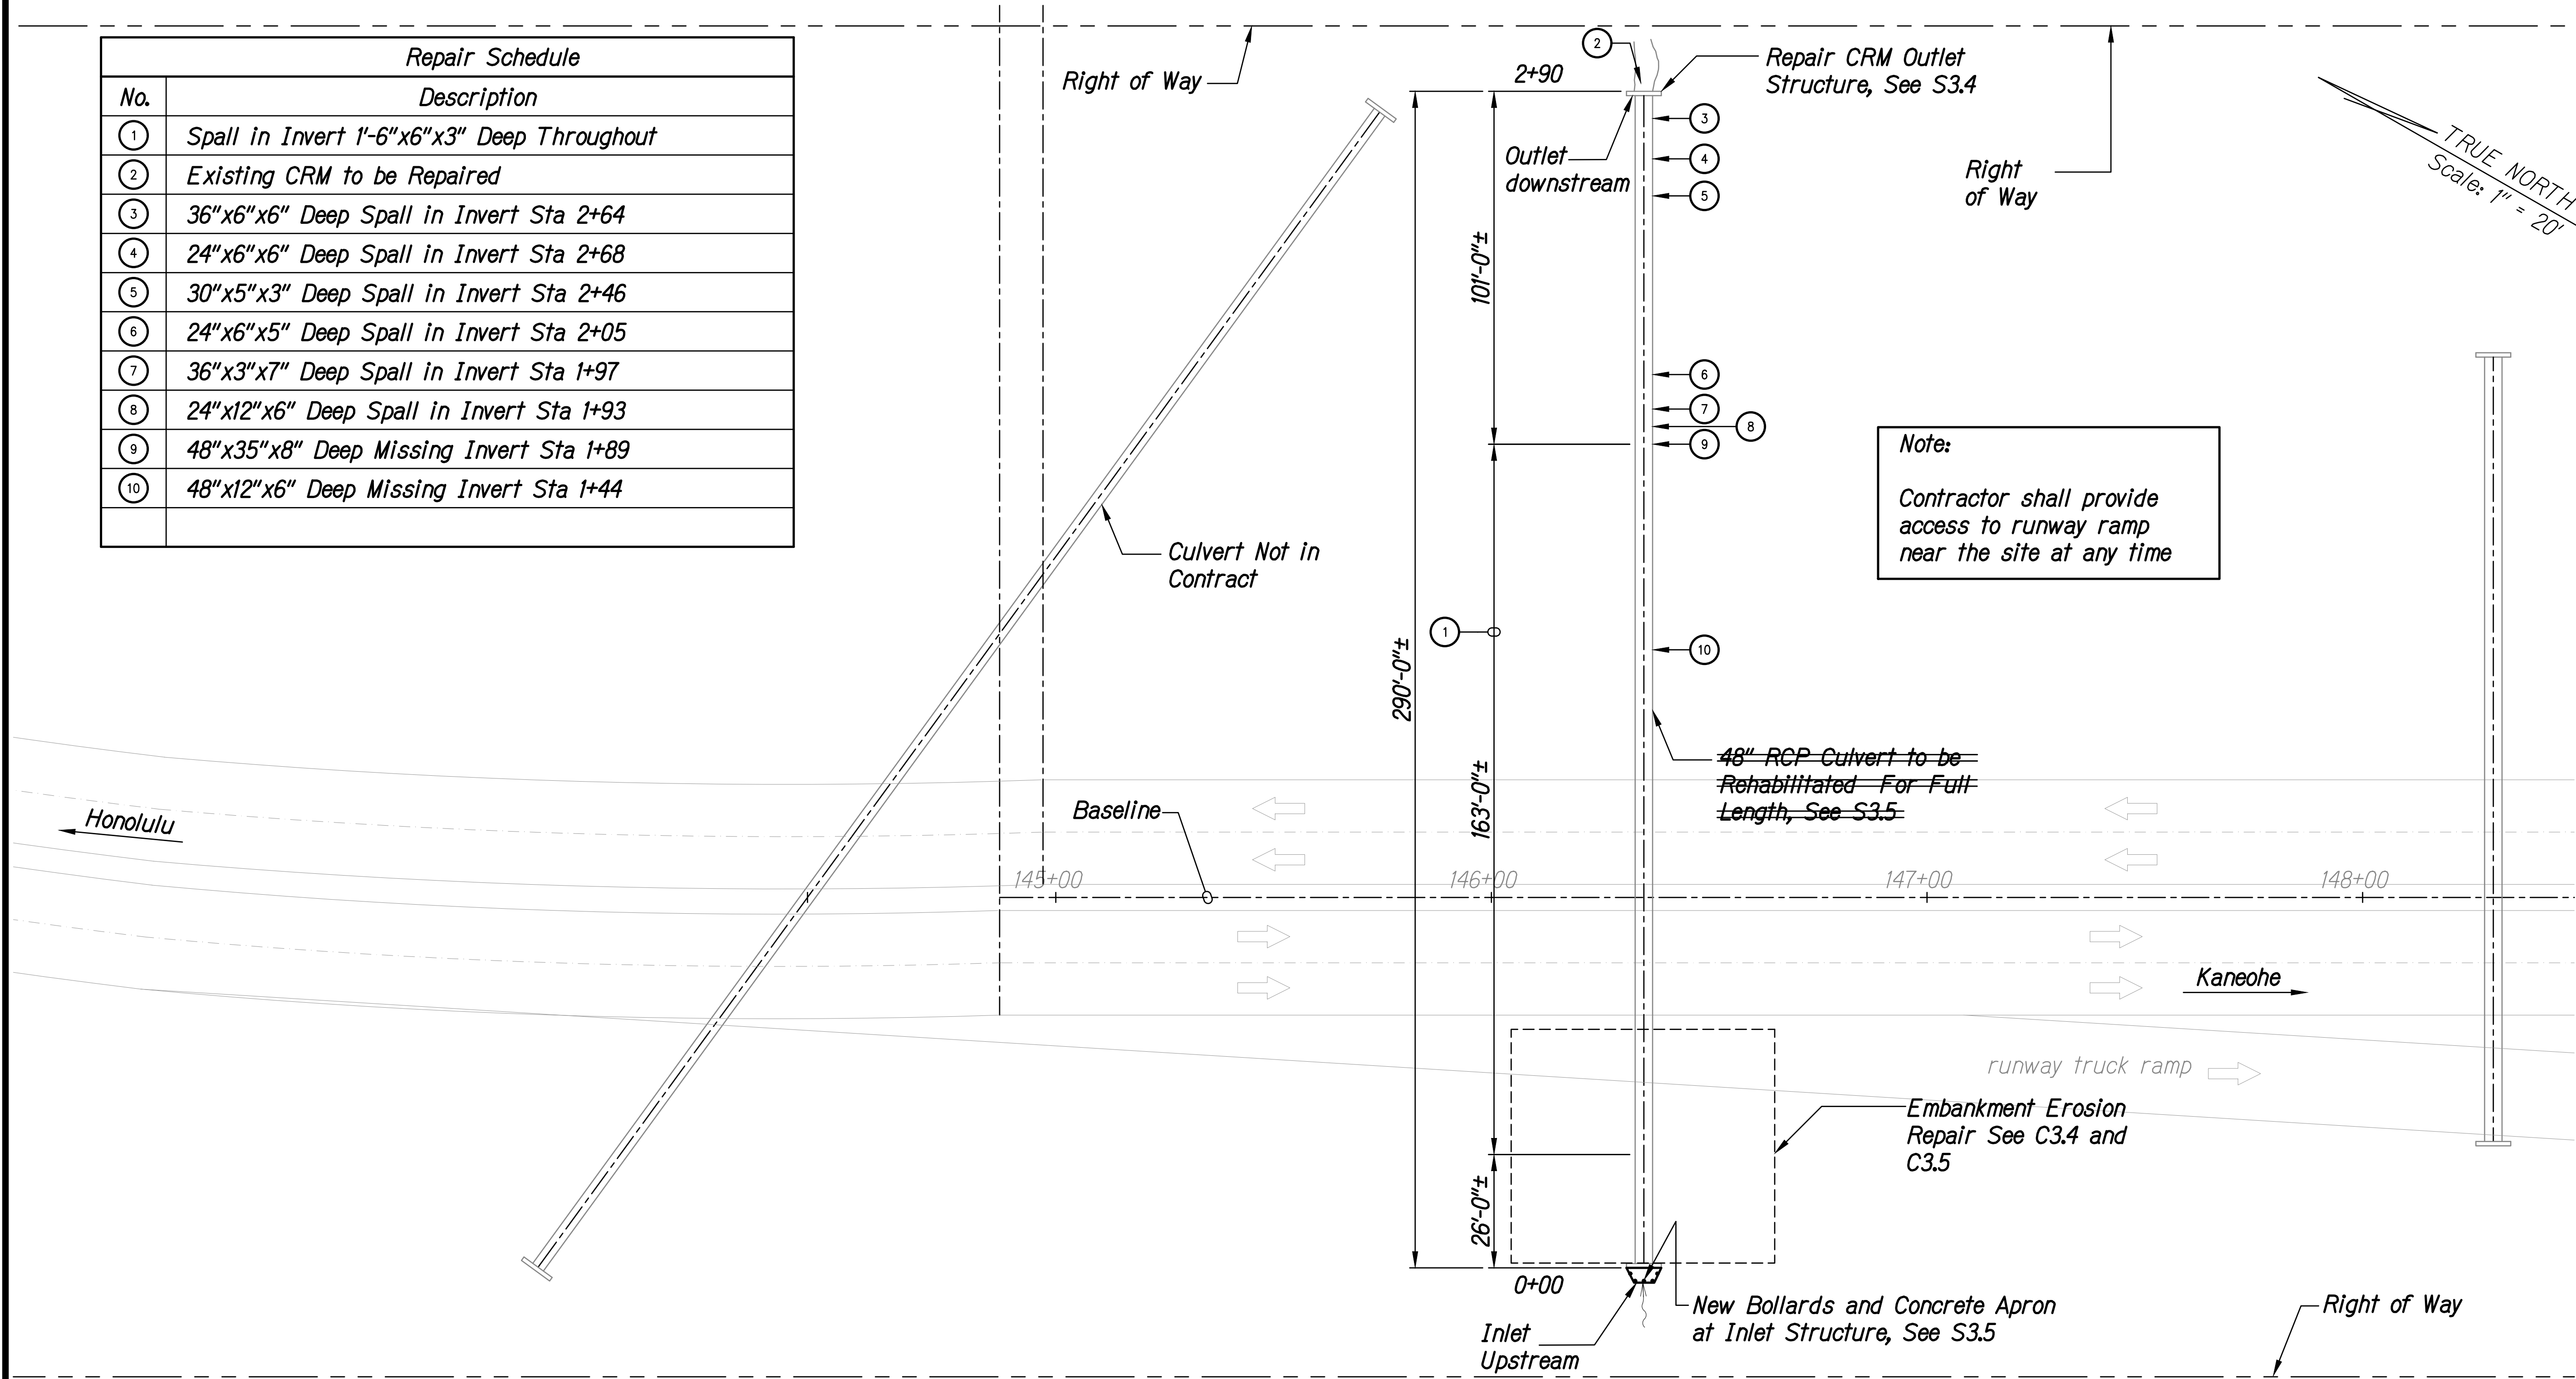 Repair Schedule
No. Description
1 Spall in Invert 1'-6"x6"x3" Deep Throughout
2 Existing CRM to be Repaired
3 36"x6"x6" Deep Spall in Invert Sta 2+64
4 24"x6"x6" Deep Spall in Invert Sta 2+68
5 30"x5"x3" Deep Spall in Invert Sta 2+46
6 24"x6"x5" Deep Spall in Invert Sta 2+05
7 36"x3"x7" Deep Spall in Invert Sta 1+97
8 24"x12"x6" Deep Spall in Invert Sta 1+93
9 48"x35"x8" Deep Missing Invert Sta 1+89
10 48"x12"x6" Deep Missing Invert Sta 1+44
Right of Way
2+90
2
Repair CRM Outlet
Structure, See S3.4
Outlet
downstream
3
4
5
Right
of Way
TRUE NORTH
Scale: 1" = 20'
101'-0"±
6
7
8
9
Note:
Contractor shall provide
access to runway ramp
near the site at any time
Culvert Not in
Contract
1
10
290'-0"±
163'-0"±
48" RCP Culvert to be
Rehabilitated For Full
Length, See S3.5
Honolulu
Baseline
145+00
146+00
147+00
148+00
Kaneohe
runway truck ramp
Embankment Erosion
Repair See C3.4 and
C3.5
26'-0"±
0+00
Inlet
Upstream
New Bollards and Concrete Apron
at Inlet Structure, See S3.5
Right of Way